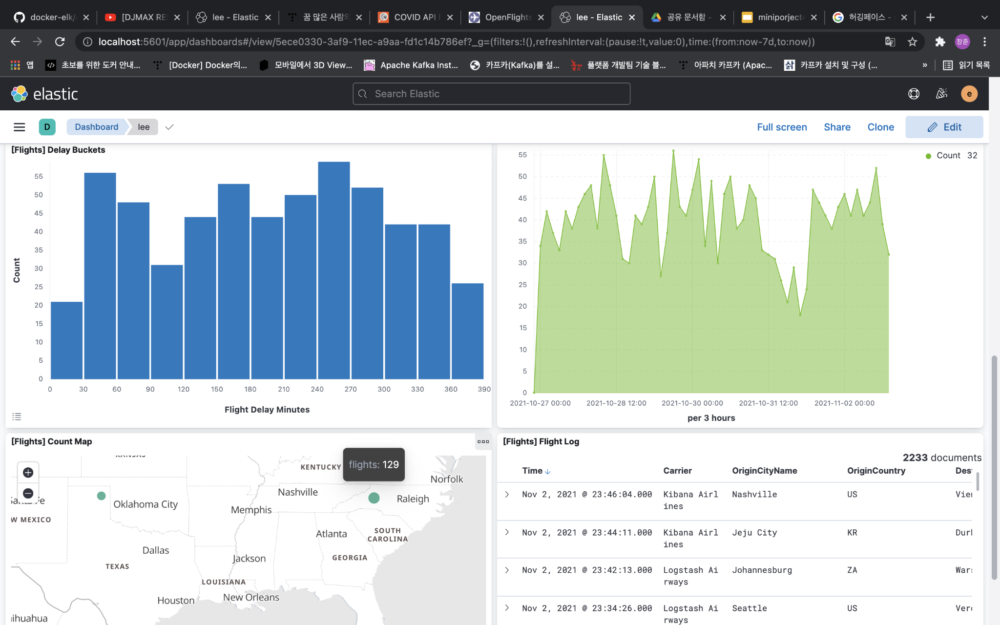 docker-elk/
[DJMAX RE
lee - Elastic
꿈 많은 사람의
COVID API
OpenFlights
lee - Elastic
공유 문서함 -
miniporject
허깅페이스 -
localhost:5601/app/dashboards#/view/5ece0330-3af9-11ec-a9aa-fd1c14b786ef?_g=(filters:!(),refreshInterval:(pause:!t,value:0),time:(from:now-7d,to:now))
창준
앱
초보를 위한 도커 안내...
[Docker] Docker의...
모바일에서 3D View...
Apache Kafka Inst...
카프카(Kafka)를 설...
플랫폼 개발팀 기술 블...
아파치 카프카 (Apac...
삵
카프카 설치 및 구성 (...
»
읽기 목록
elastic
Search Elastic
e
D
Dashboard
lee
Full screen
Share
Clone
Edit
[Flights] Delay Buckets
Count
55
50
45
40
35
30
25
20
15
10
5
0
0 30 60 90 120 150 180 210 240 270 300 330 360 390
Flight Delay Minutes
Count 32
55
50
45
40
35
30
25
20
15
10
5
0
2021-10-27 00:00 2021-10-28 12:00 2021-10-30 00:00 2021-10-31 12:00 2021-11-02 00:00
per 3 hours
[Flights] Count Map
flights: 129
KANSAS
KENTUCKY
Norfolk
Nashville
Raleigh
Santa Fe
Oklahoma City
Memphis
W MEXICO
Atlanta
SOUTH
CAROLINA
Dallas
Jackson
GEORGIA
TEXAS
LOUISIANA
Houston
New Orleans
ihuahua
[Flights] Flight Log
2233 documents
Time Carrier OriginCityName OriginCountry Dest
Nov 2, 2021 @ 23:46:04.000 Kibana Airl Nashville US Vie
ines
Nov 2, 2021 @ 23:44:11.000 Kibana Airl Jeju City KR Dur
ines
Nov 2, 2021 @ 23:42:13.000 Logstash Ai Johannesburg ZA War
rways
Nov 2, 2021 @ 23:34:26.000 Logstash Ai Seattle US Ver
rways